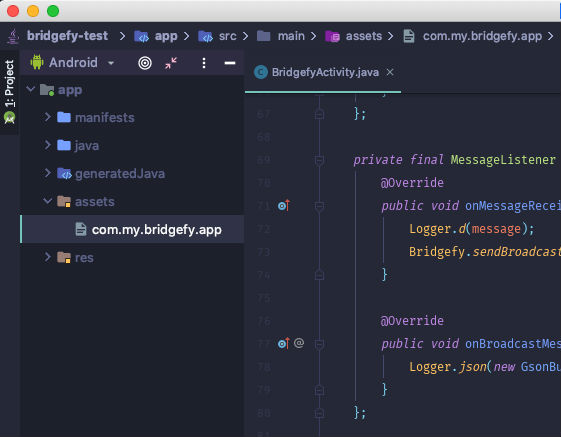 bridgefy-test app src main assets com.my.bridgefy.app
1: Project
Android
app
manifests
java
generatedJava
assets
com.my.bridgefy.app
res
BridgefyActivity.java
}
67 };
68
69 private final MessageListener
70 @Override
71 public void onMessageRecei
72 Logger.d(message);
73 Bridgefy.sendBroadcast
74 }
75
76 @Override
77 @ public void onBroadcastMes
78 Logger.json(new GsonBu
79 }
80 };
81